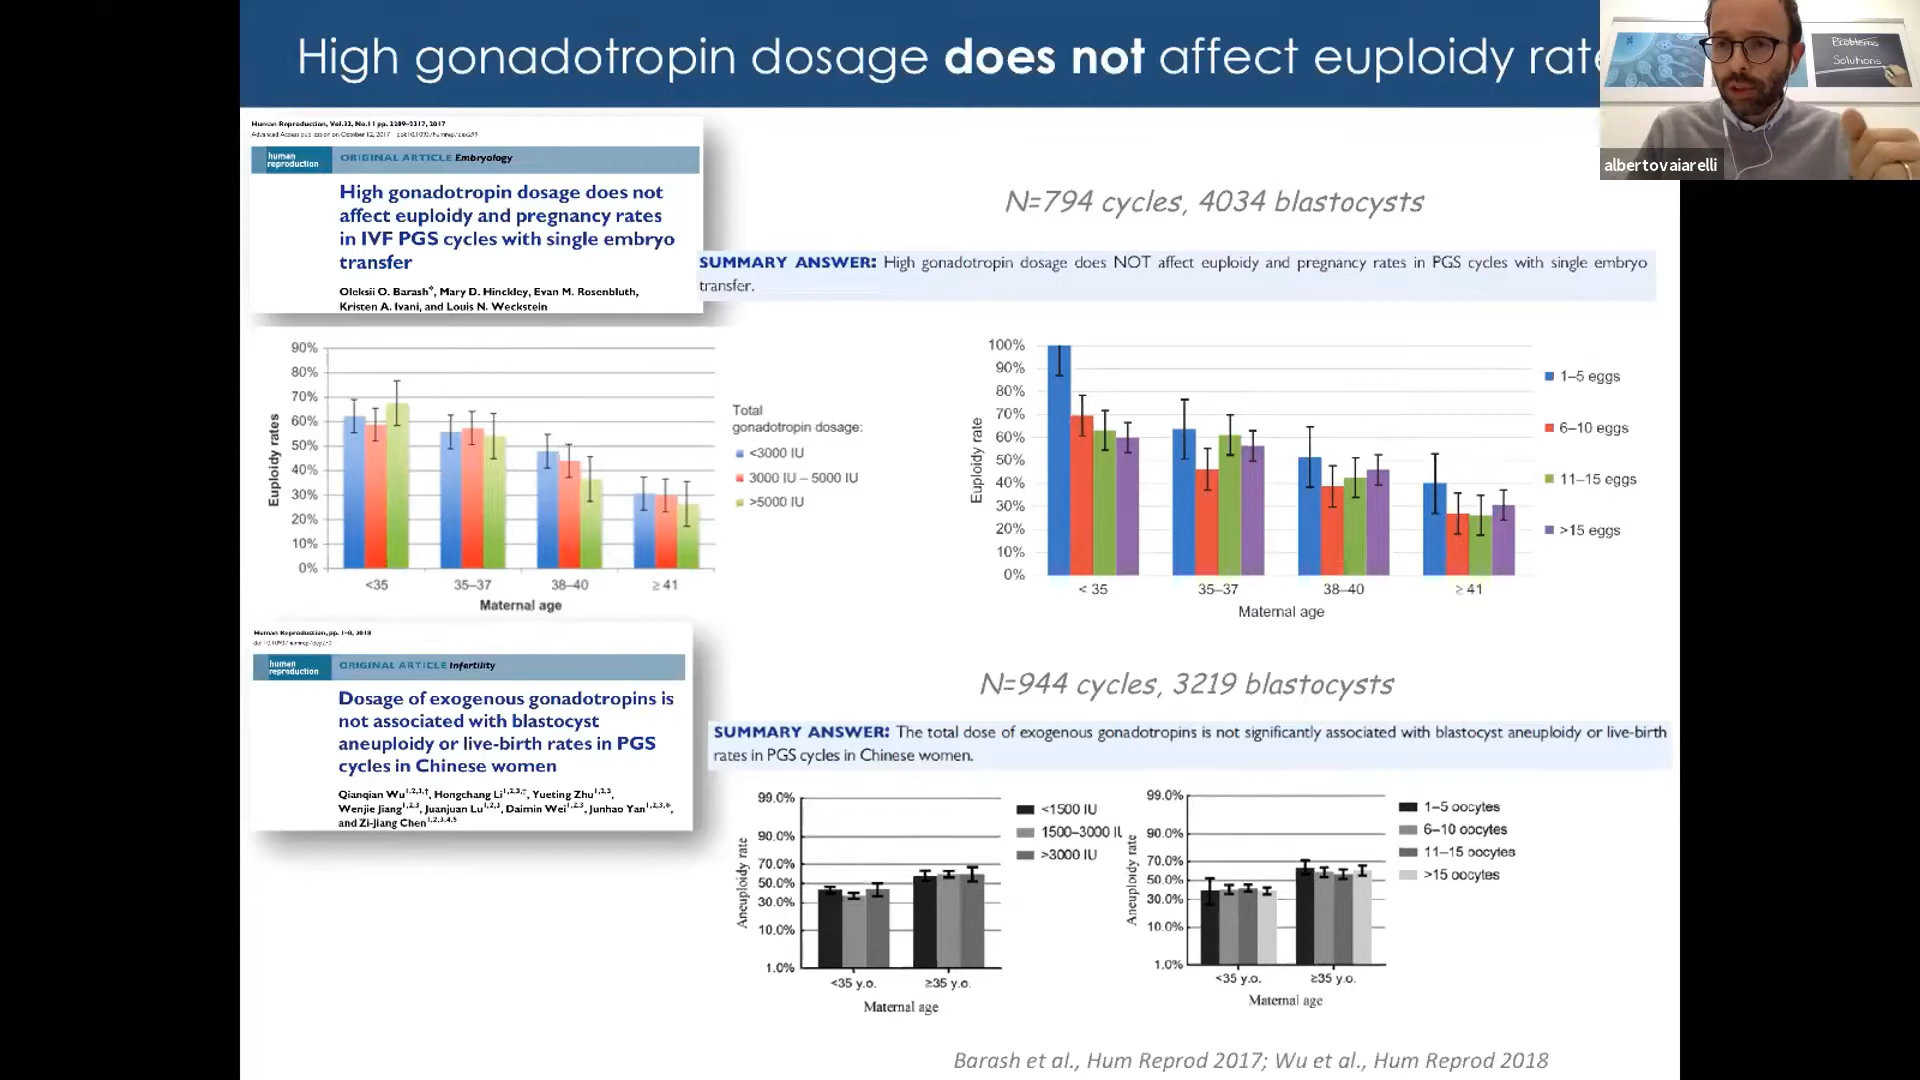 High gonadotropin dosage does not affect euploidy rate
Problems
Solutions
albertovaiarelli
Human Reproduction, Vol.32, No.11 pp. 2289–2317, 2017
Advanced Access publication on October 12, 2017
human
reproduction
ORIGINAL ARTICLE Embryology
High gonadotropin dosage does not
affect euploidy and pregnancy rates
in IVF PGS cycles with single embryo
transfer
Oleksii O. Barash*, Mary D. Hinckley, Evan M. Rosenbluth,
Kristen A. Ivani, and Louis N. Weckstein
N=794 cycles, 4034 blastocysts
SUMMARY ANSWER: High gonadotropin dosage does NOT affect euploidy and pregnancy rates in PGS cycles with single embryo
transfer.
90%
80%
70%
60%
50%
40%
30%
20%
10%
0%
Euploidy rates
<35
35–37
38–40
≥ 41
Maternal age
Total
gonadotropin dosage:
<3000 IU
3000 IU – 5000 IU
>5000 IU
100%
90%
80%
70%
60%
50%
40%
30%
20%
10%
0%
Euploidy rate
< 35
35–37
38–40
≥ 41
Maternal age
1–5 eggs
6–10 eggs
11–15 eggs
>15 eggs
Human Reproduction, pp. 1–8, 2018
human
reproduction
ORIGINAL ARTICLE Infertility
Dosage of exogenous gonadotropins is
not associated with blastocyst
aneuploidy or live-birth rates in PGS
cycles in Chinese women
Qianqian Wu1,2,3,†, Hongchang Li1,2,3,†, Yueting Zhu1,2,3,
Wenjie Jiang1,2,3, Juanjuan Lu1,2,3, Daimin Wei1,2,3, Junhao Yan1,2,3,*,
and Zi-Jiang Chen1,2,3,4,5
N=944 cycles, 3219 blastocysts
SUMMARY ANSWER: The total dose of exogenous gonadotropins is not significantly associated with blastocyst aneuploidy or live-birth
rates in PGS cycles in Chinese women.
99.0%
90.0%
70.0%
50.0%
30.0%
10.0%
1.0%
Aneuploidy rate
<35 y.o.
≥35 y.o.
Maternal age
<1500 IU
1500–3000 IU
>3000 IU
99.0%
90.0%
70.0%
50.0%
30.0%
10.0%
1.0%
Aneuploidy rate
<35 y.o.
≥35 y.o.
Maternal age
1–5 oocytes
6–10 oocytes
11–15 oocytes
>15 oocytes
Barash et al., Hum Reprod 2017; Wu et al., Hum Reprod 2018